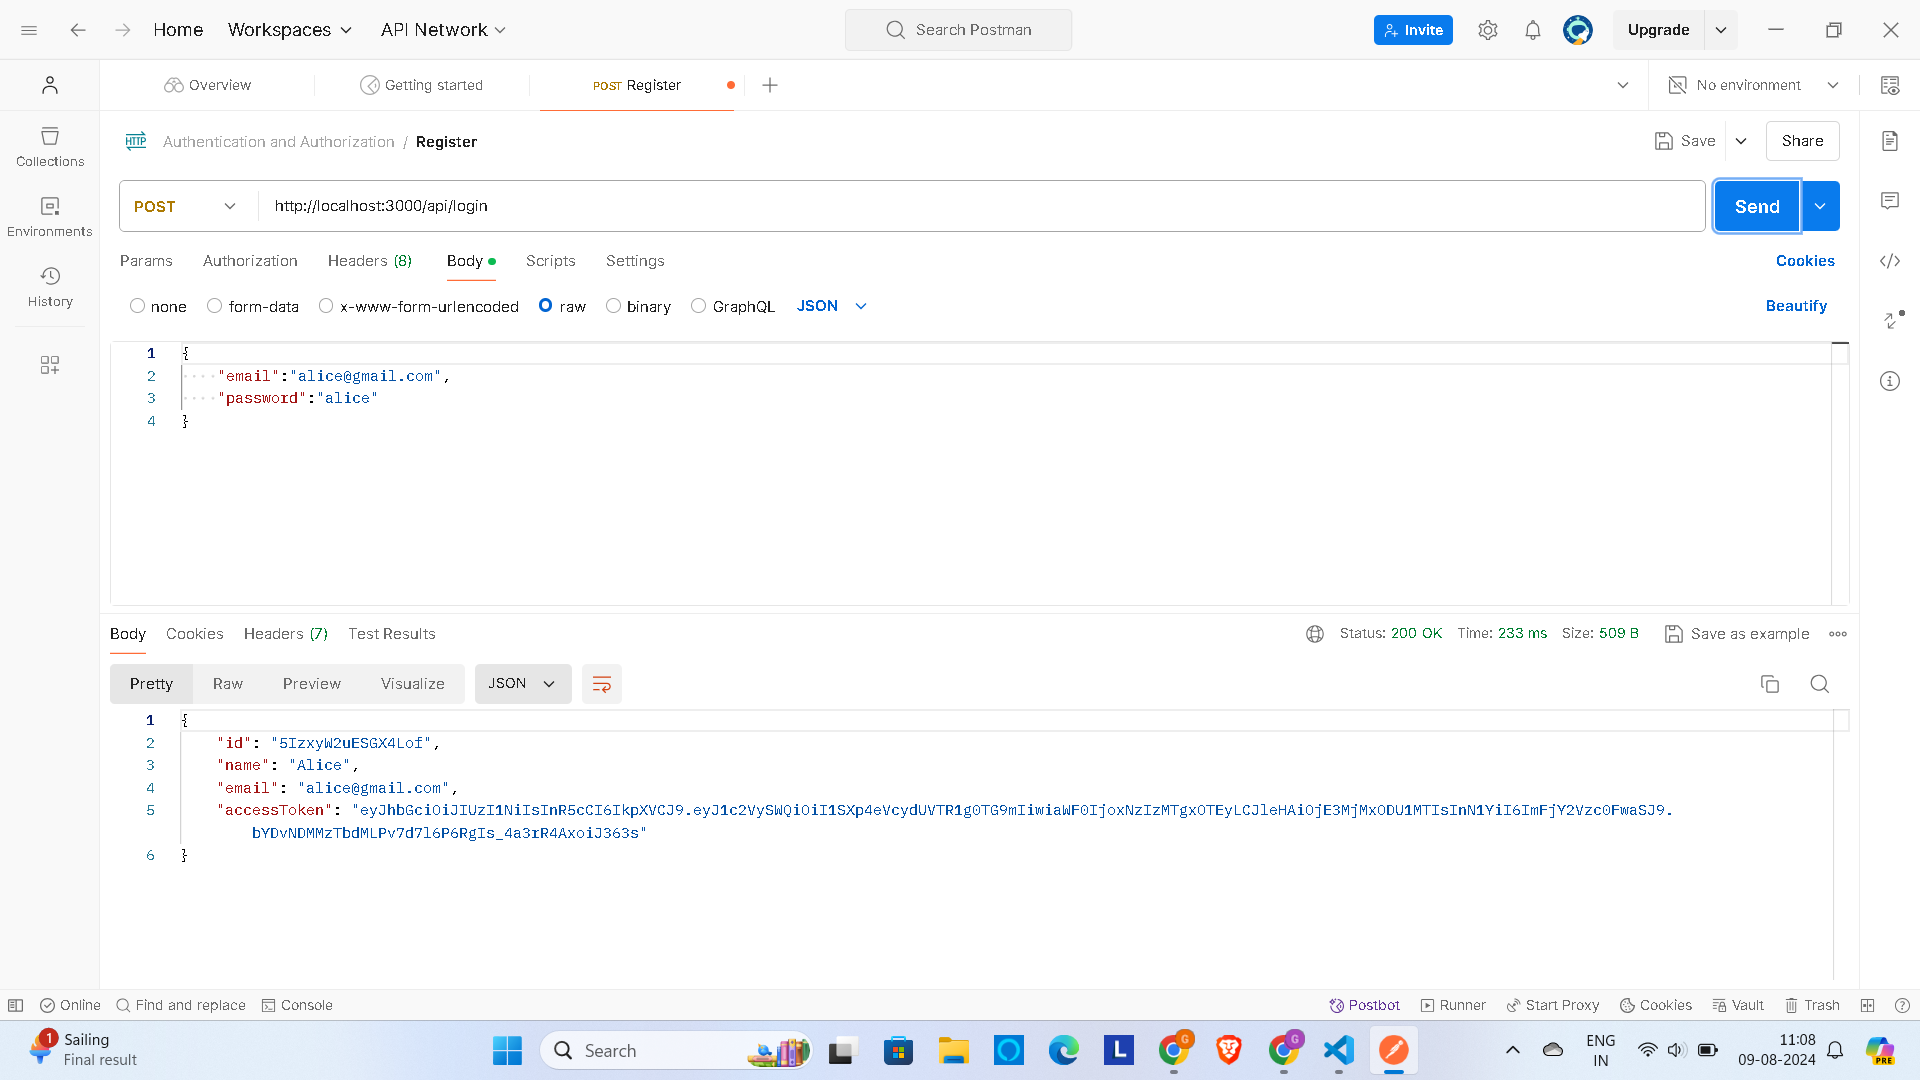 Home Workspaces API Network Search Postman Invite Upgrade
Overview Getting started POST Register No environment
HTTP Authentication and Authorization / Register Save Share
Collections
POST http://localhost:3000/api/login Send
Environments
Params Authorization Headers (8) Body Scripts Settings Cookies
History
none form-data x-www-form-urlencoded raw binary GraphQL JSON Beautify
1 {
2 "email":"alice@gmail.com",
3 "password":"alice"
4 }
Body Cookies Headers (7) Test Results Status: 200 OK Time: 233 ms Size: 509 B Save as example
Pretty Raw Preview Visualize JSON
1 {
2 "id": "5IzxyW2uESGX4Lof",
3 "name": "Alice",
4 "email": "alice@gmail.com",
5 "accessToken": "eyJhbGciOiJIUzI1NiIsInR5cCI6IkpXVCJ9.eyJ1c2VySWQiOiI1SXp4eVcydUVTR1g0TG9mIiwiaWF0IjoxNzIzMTgxOTEyLCJleHAiOjE3MjMxODU1MTIsInN1YiI6ImFjY2Vzc0FwaSJ9.
bYDvNDMMzTbdMLPv7d7l6P6RgIs_4a3rR4AxoiJ363s"
6 }
Online Find and replace Console Postbot Runner Start Proxy Cookies Vault Trash
1 Sailing
Final result
Search
L
G
G
ENG
IN
11:08
09-08-2024
PRE